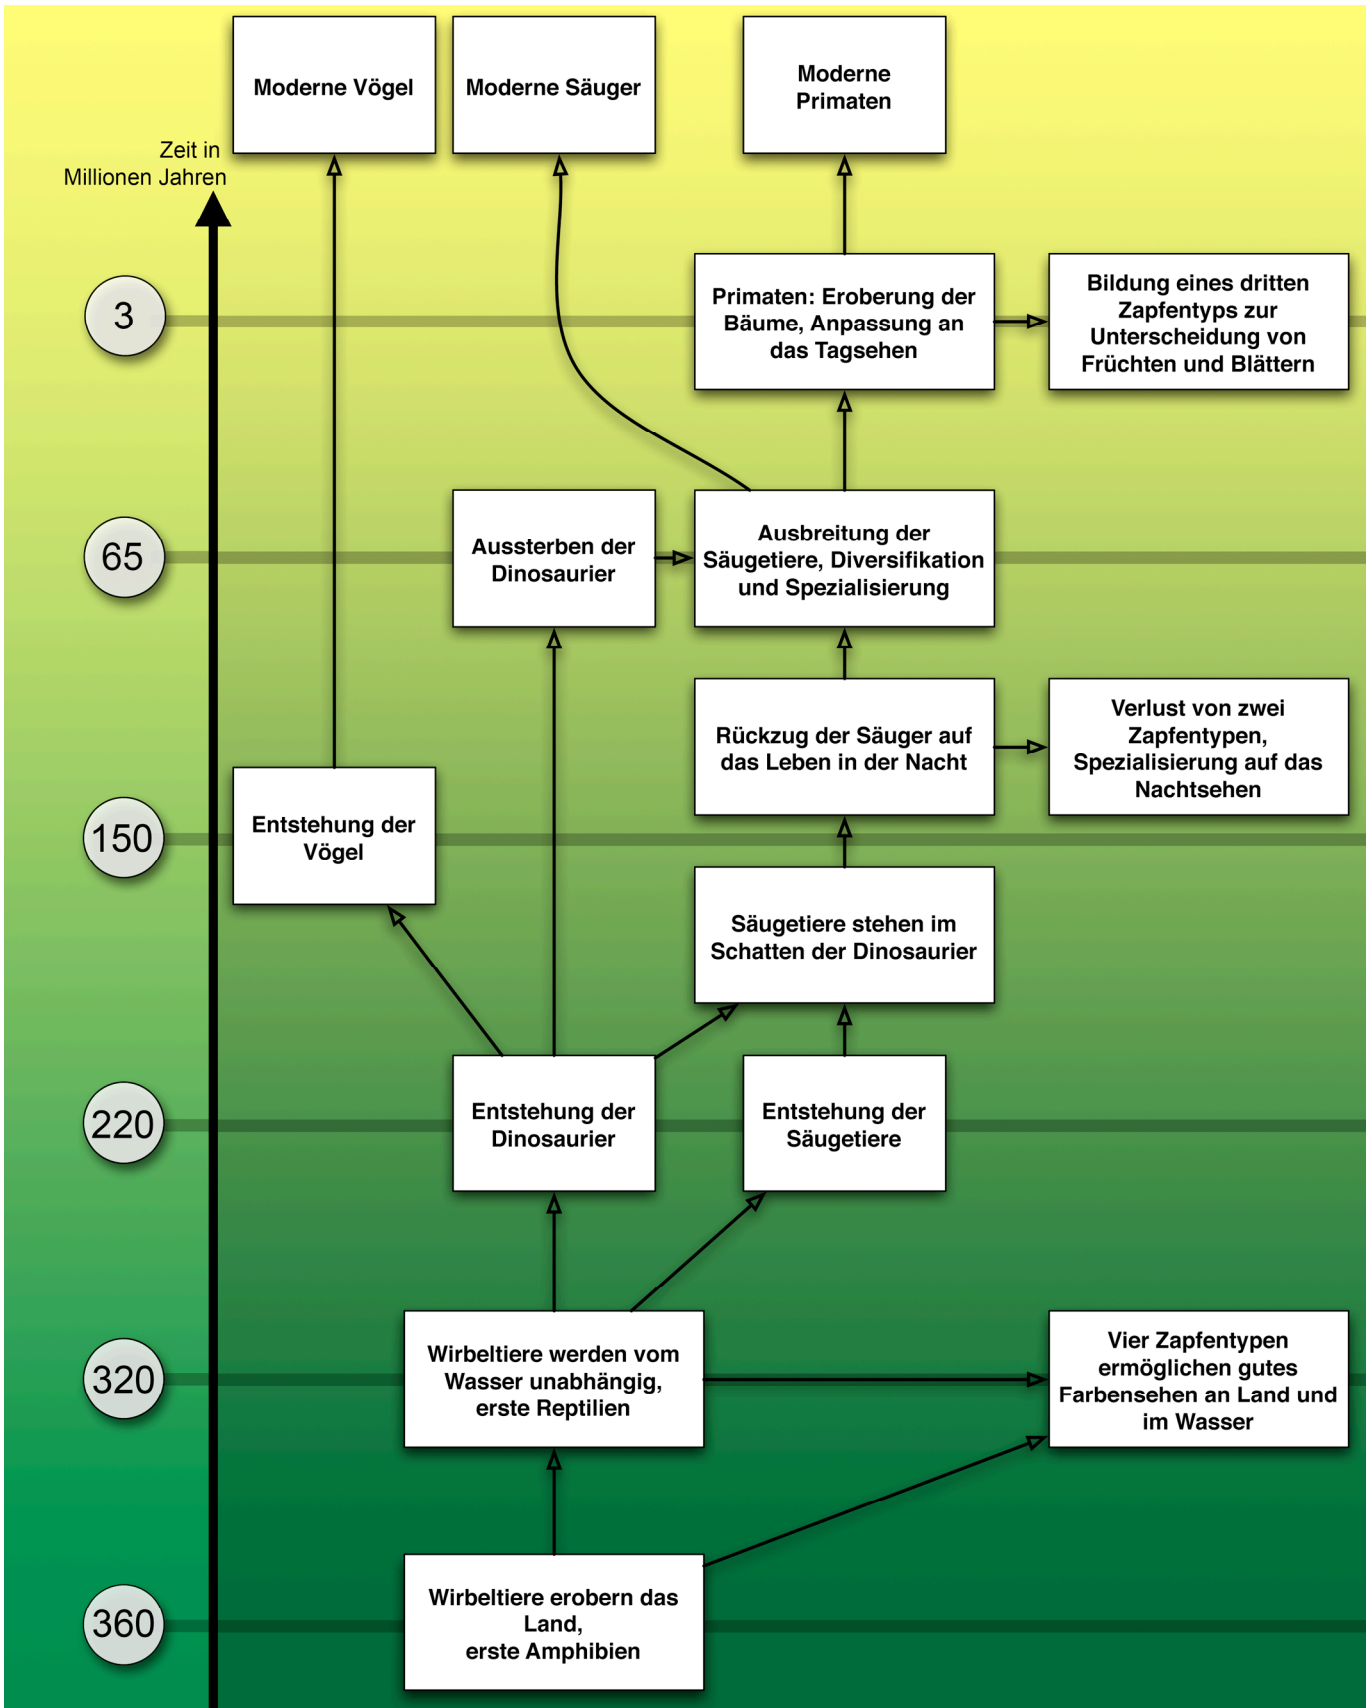 Moderne Vögel
Moderne Säuger
Moderne
Primaten
Zeit in
Millionen Jahren
3
Primaten: Eroberung der
Bäume, Anpassung an
das Tagsehen
Bildung eines dritten
Zapfentyps zur
Unterscheidung von
Früchten und Blättern
65
Aussterben der
Dinosaurier
Ausbreitung der
Säugetiere, Diversifikation
und Spezialisierung
Rückzug der Säuger auf
das Leben in der Nacht
Verlust von zwei
Zapfentypen,
Spezialisierung auf das
Nachtsehen
150
Entstehung der
Vögel
Säugetiere stehen im
Schatten der Dinosaurier
220
Entstehung der
Dinosaurier
Entstehung der
Säugetiere
320
Wirbeltiere werden vom
Wasser unabhängig,
erste Reptilien
Vier Zapfentypen
ermöglichen gutes
Farbensehen an Land und
im Wasser
360
Wirbeltiere erobern das
Land,
erste Amphibien